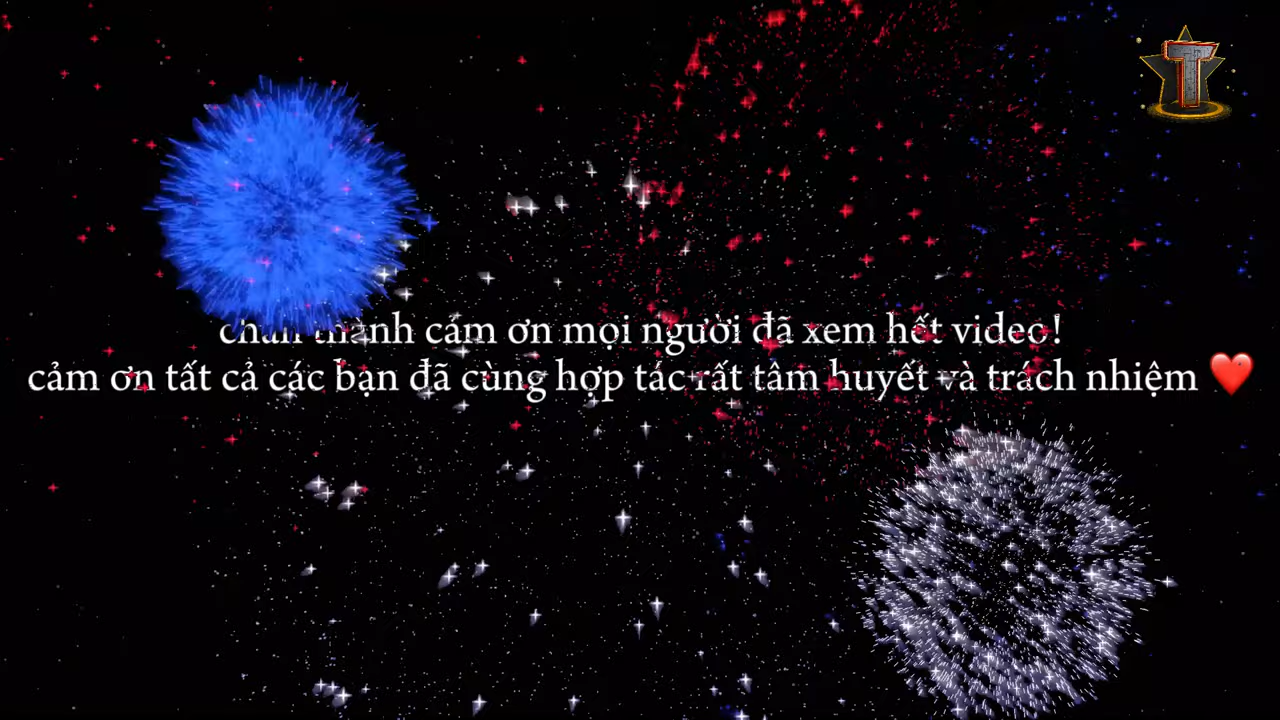 T
chân thành cám ơn mọi người đã xem hết video!
cảm ơn tất cả các bạn đã cùng hợp tác rất tâm huyết và trách nhiệm ❤️